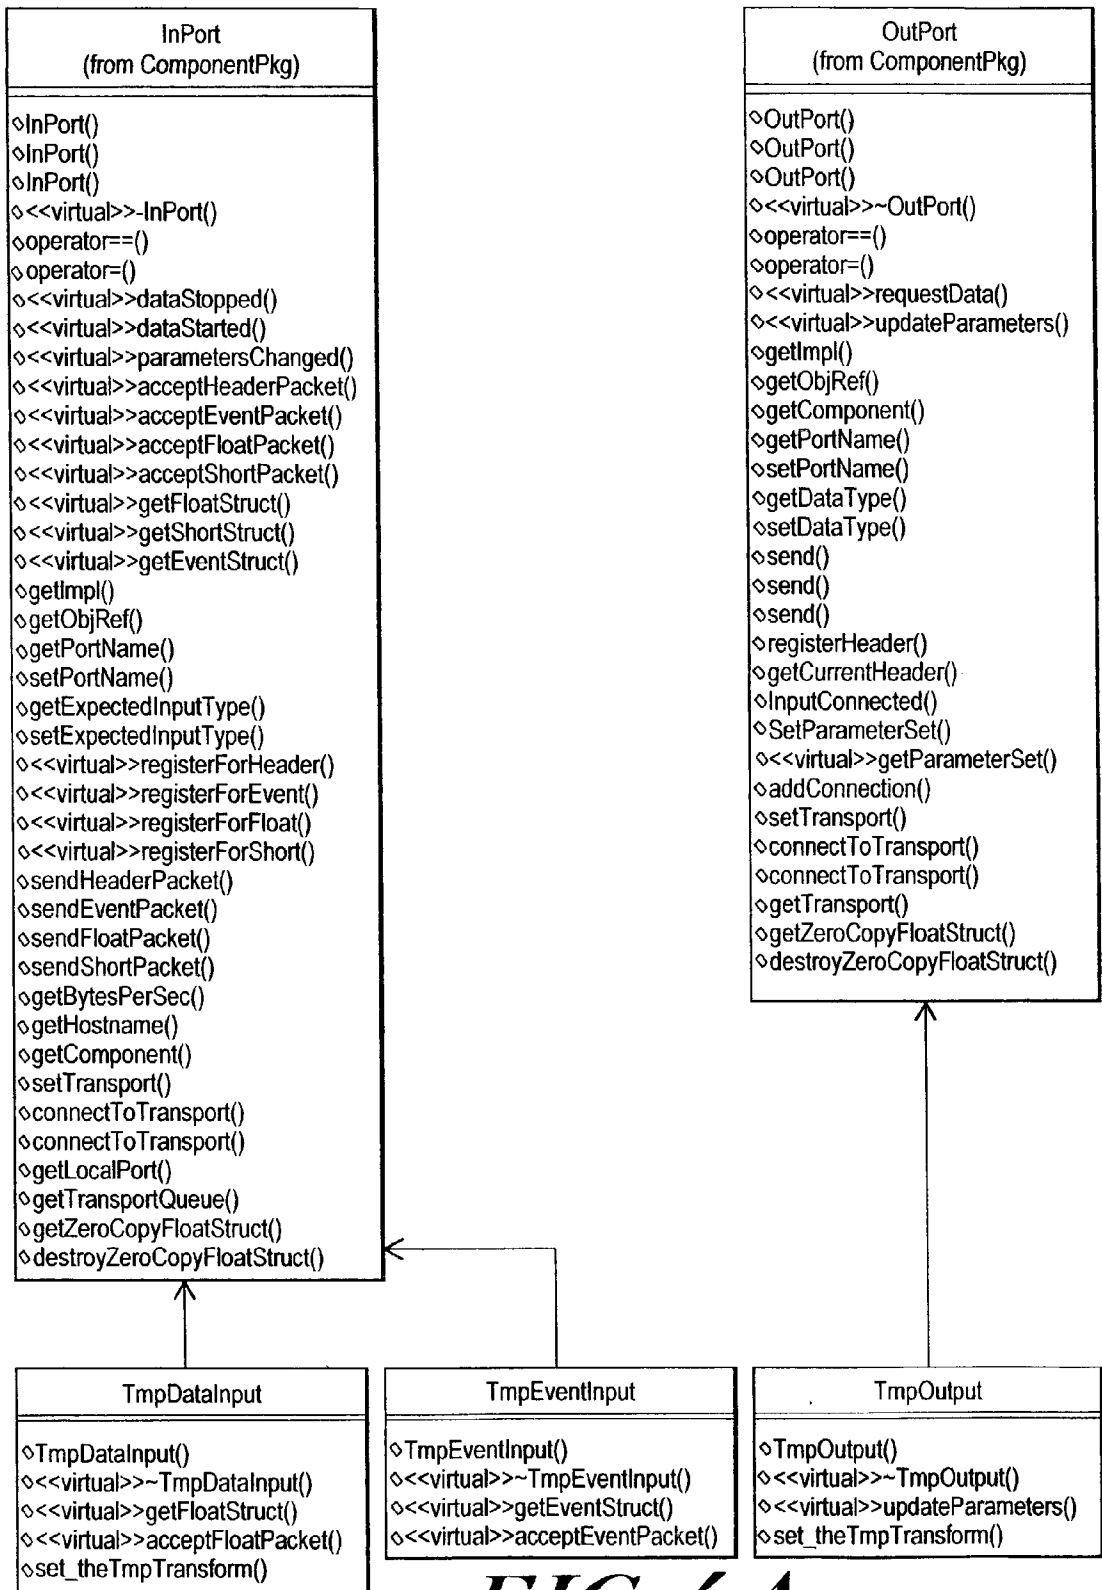 InPort
(from ComponentPkg)
InPort()
InPort()
InPort()
<<virtual>>-InPort()
operator==()
operator=()
<<virtual>>dataStopped()
<<virtual>>dataStarted()
<<virtual>>parametersChanged()
<<virtual>>acceptHeaderPacket()
<<virtual>>acceptEventPacket()
<<virtual>>acceptFloatPacket()
<<virtual>>acceptShortPacket()
<<virtual>>getFloatStruct()
<<virtual>>getShortStruct()
<<virtual>>getEventStruct()
getImpl()
getObjRef()
getPortName()
setPortName()
getExpectedInputType()
setExpectedInputType()
<<virtual>>registerForHeader()
<<virtual>>registerForEvent()
<<virtual>>registerForFloat()
<<virtual>>registerForShort()
sendHeaderPacket()
sendEventPacket()
sendFloatPacket()
sendShortPacket()
getBytesPerSec()
getHostname()
getComponent()
setTransport()
connectToTransport()
connectToTransport()
getLocalPort()
getTransportQueue()
getZeroCopyFloatStruct()
destroyZeroCopyFloatStruct()
OutPort
(from ComponentPkg)
OutPort()
OutPort()
OutPort()
<<virtual>>~OutPort()
operator==()
operator=()
<<virtual>>requestData()
<<virtual>>updateParameters()
getImpl()
getObjRef()
getComponent()
getPortName()
setPortName()
getDataType()
setDataType()
send()
send()
send()
registerHeader()
getCurrentHeader()
InputConnected()
SetParameterSet()
<<virtual>>getParameterSet()
addConnection()
setTransport()
connectToTransport()
connectToTransport()
getTransport()
getZeroCopyFloatStruct()
destroyZeroCopyFloatStruct()
TmpDataInput
TmpDataInput()
<<virtual>>~TmpDataInput()
<<virtual>>getFloatStruct()
<<virtual>>acceptFloatPacket()
set_theTmpTransform()
TmpEventInput
TmpEventInput()
<<virtual>>~TmpEventInput()
<<virtual>>getEventStruct()
<<virtual>>acceptEventPacket()
TmpOutput
TmpOutput()
<<virtual>>~TmpOutput()
<<virtual>>updateParameters()
set_theTmpTransform()